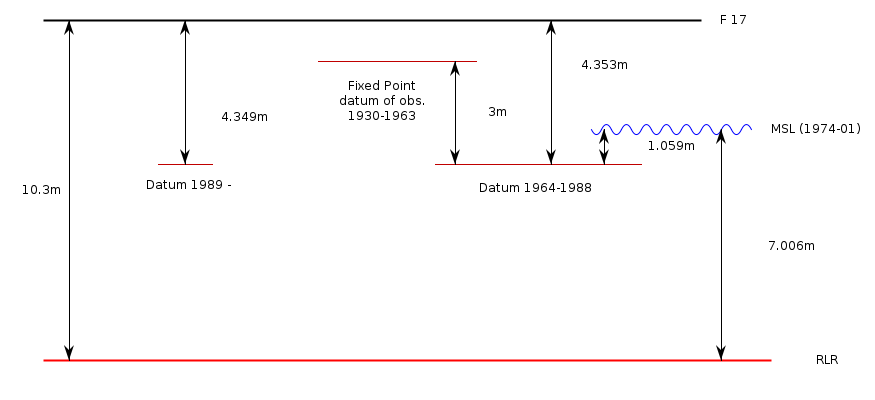 F 17
4.353m
Fixed Point
datum of obs.
1930-1963
3m
4.349m
MSL (1974-01)
1.059m
Datum 1989 -
Datum 1964-1988
10.3m
7.006m
RLR